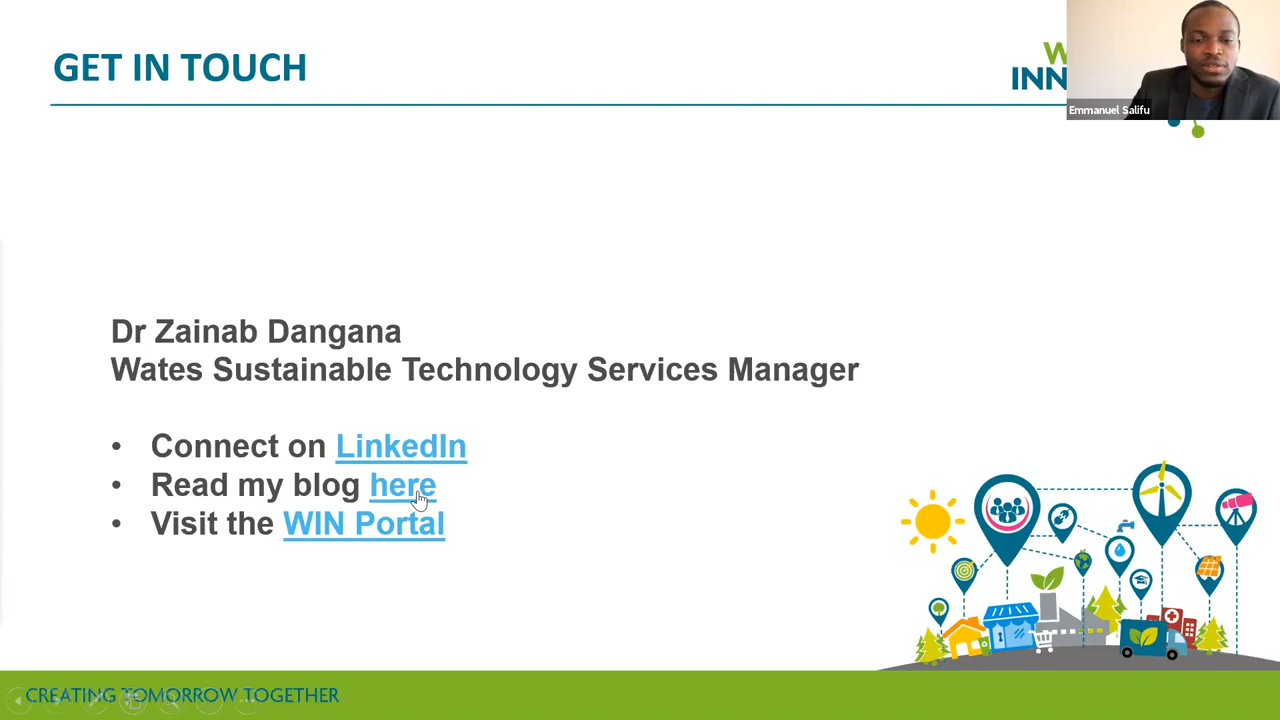 GET IN TOUCH
INN
Emmanuel Salifu
Dr Zainab Dangana
Wates Sustainable Technology Services Manager
• Connect on LinkedIn
• Read my blog here
• Visit the WIN Portal
CREATING TOMORROW TOGETHER